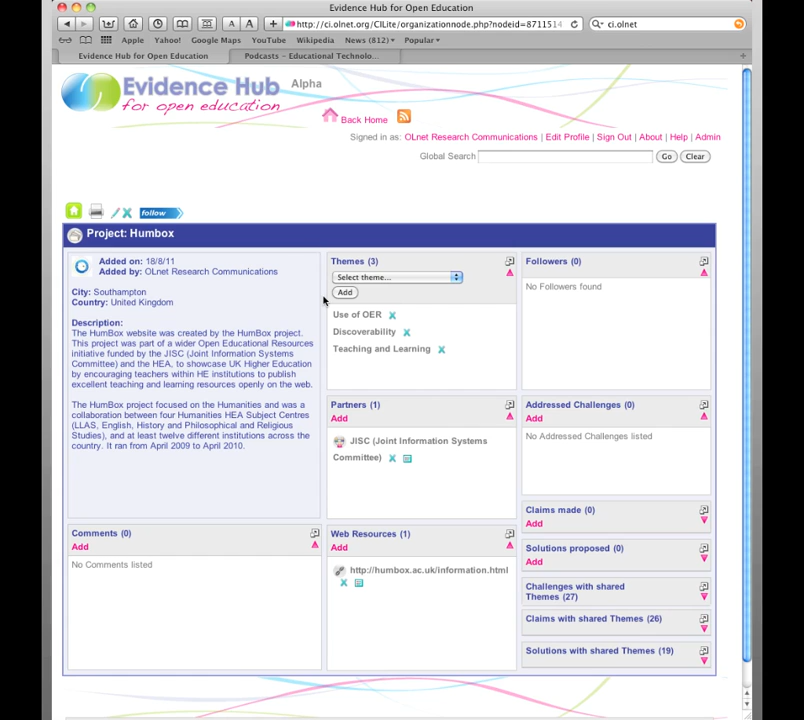 Evidence Hub for Open Education
A A
http://ci.olnet.org/CILite/organizationnode.php?nodeid=8711514
ci.olnet
Apple Yahoo! Google Maps YouTube Wikipedia News (812) Popular
Evidence Hub for Open Education
Podcasts – Educational Technolo...
Evidence Hub
for open education
Alpha
Back Home
Signed in as: OLnet Research Communications | Edit Profile | Sign Out | About | Help | Admin
Global Search Go Clear
follow
Project: Humbox
Added on: 18/8/11
Added by: OLnet Research Communications
City: Southampton
Country: United Kingdom
Description:
The HumBox website was created by the HumBox project.
This project was part of a wider Open Educational Resources
initiative funded by the JISC (Joint Information Systems
Committee) and the HEA, to showcase UK Higher Education
by encouraging teachers within HE institutions to publish
excellent teaching and learning resources openly on the web.
The HumBox project focused on the Humanities and was a
collaboration between four Humanities HEA Subject Centres
(LLAS, English, History and Philosophical and Religious
Studies), and at least twelve different institutions across the
country. It ran from April 2009 to April 2010.
Comments (0)
Add
No Comments listed
Themes (3)
Select theme...
Add
Use of OER
Discoverability
Teaching and Learning
Partners (1)
Add
JISC (Joint Information Systems
Committee)
Web Resources (1)
Add
http://humbox.ac.uk/information.html
Followers (0)
No Followers found
Addressed Challenges (0)
Add
No Addressed Challenges listed
Claims made (0)
Add
Solutions proposed (0)
Add
Challenges with shared
Themes (27)
Claims with shared Themes (26)
Solutions with shared Themes (19)